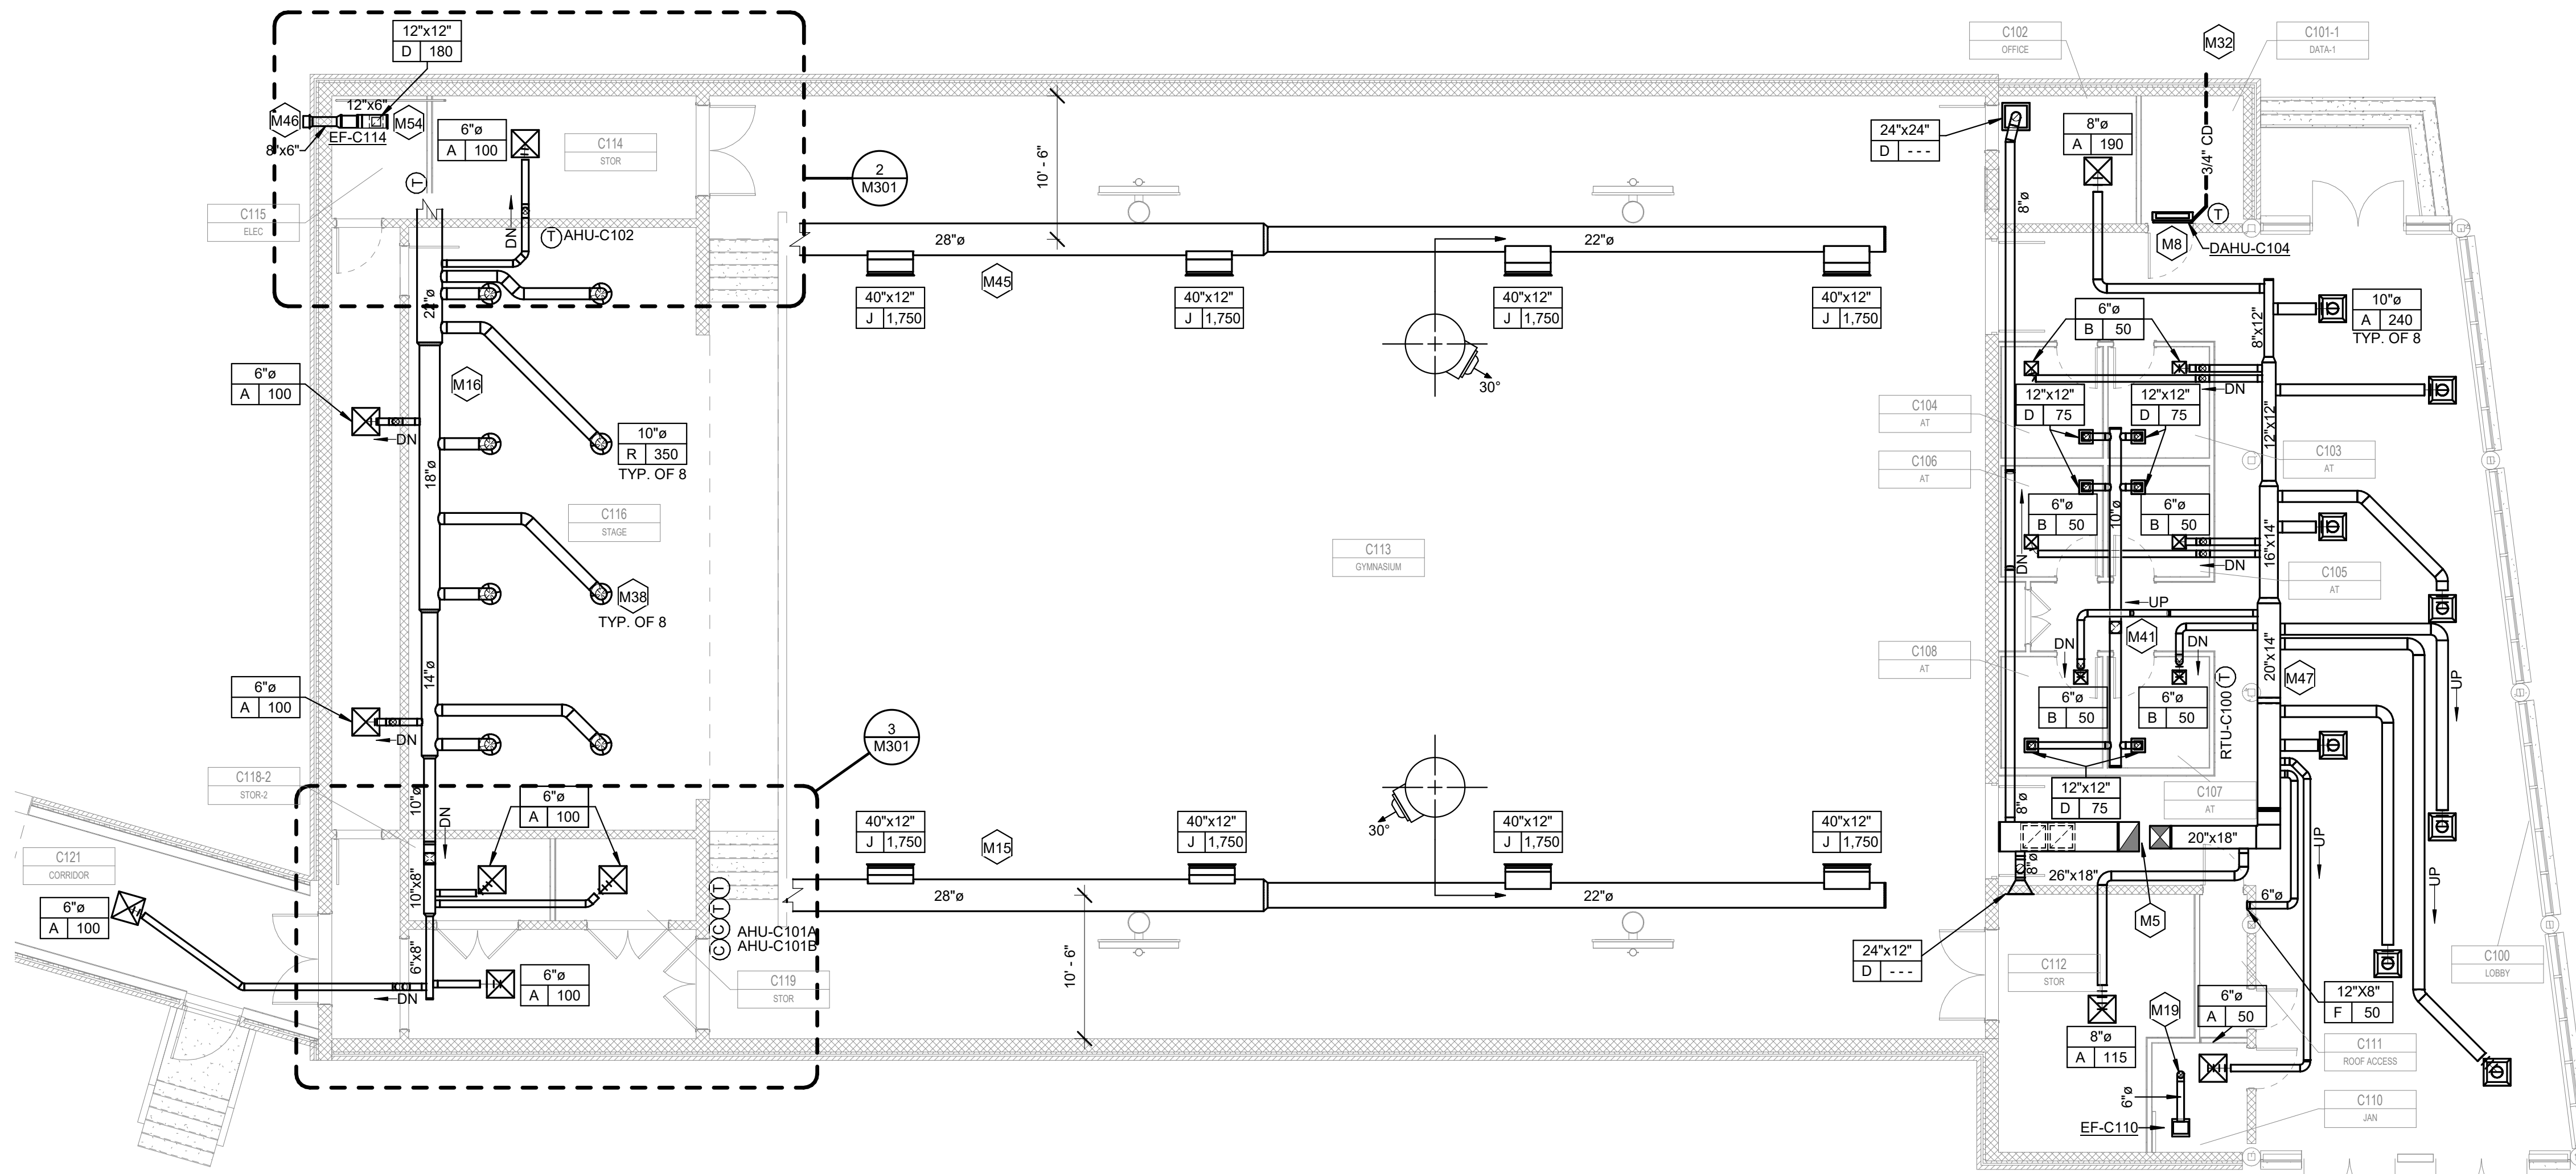 12"x12"
D 180
M46
12"x6"
M54
EF-C114
8"x6"
6"ø
A 100
C114
STOR
2
M301
10' - 6"
C115
ELEC
T
DN
T AHU-C102
22"ø
28"ø
22"ø
M45
40"x12"
J 1,750
40"x12"
J 1,750
40"x12"
J 1,750
40"x12"
J 1,750
30°
6"ø
A 100
DN
M16
18"ø
10"ø
R 350
TYP. OF 8
C116
STAGE
M38
TYP. OF 8
14"ø
6"ø
A 100
DN
C113
GYMNASIUM
3
M301
C118-2
STOR-2
10"ø
DN
6"ø
A 100
C121
CORRIDOR
10"x8"
6"ø
A 100
6"x8"
DN
6"ø
A 100
T
T
C AHU-C101A
C AHU-C101B
C119
STOR
40"x12"
J 1,750
M15
40"x12"
J 1,750
40"x12"
J 1,750
40"x12"
J 1,750
30°
28"ø
22"ø
10' - 6"
C102
OFFICE
M32
C101-1
DATA-1
24"x24"
D - - -
8"ø
A 190
3/4" CD
8"ø
T
M8
DAHU-C104
6"ø
B 50
8"x12"
10"ø
A 240
TYP. OF 8
DN
12"x12"
D 75
12"x12"
D 75
12"x12"
C104
AT
C103
AT
C106
AT
6"ø
B 50
6"ø
B 50
10"ø
16"x14"
DN
DN
C105
AT
UP
M41
DN
DN
C108
AT
20"x14"
M47
T
RTU-C100
UP
6"ø
B 50
6"ø
B 50
12"x12"
D 75
C107
AT
8"ø
20"x18"
UP
8"ø
26"x18"
6"ø
UP
M5
24"x12"
D - - -
C112
STOR
C100
LOBBY
M19
6"ø
A 50
12"X8"
F 50
8"ø
A 115
C111
ROOF ACCESS
6"ø
C110
JAN
EF-C110